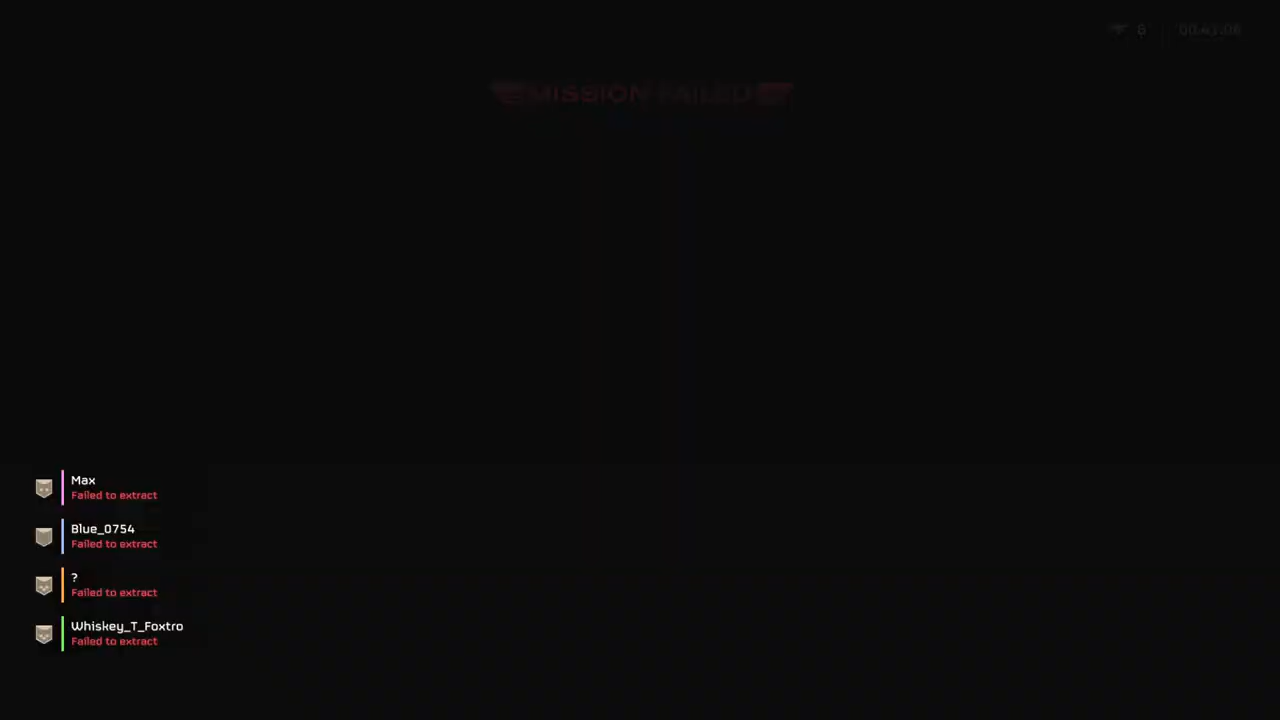 MISSION FAILED
Max
Failed to extract
Blue_0754
Failed to extract
?
Failed to extract
Whiskey_T_Foxtro
Failed to extract